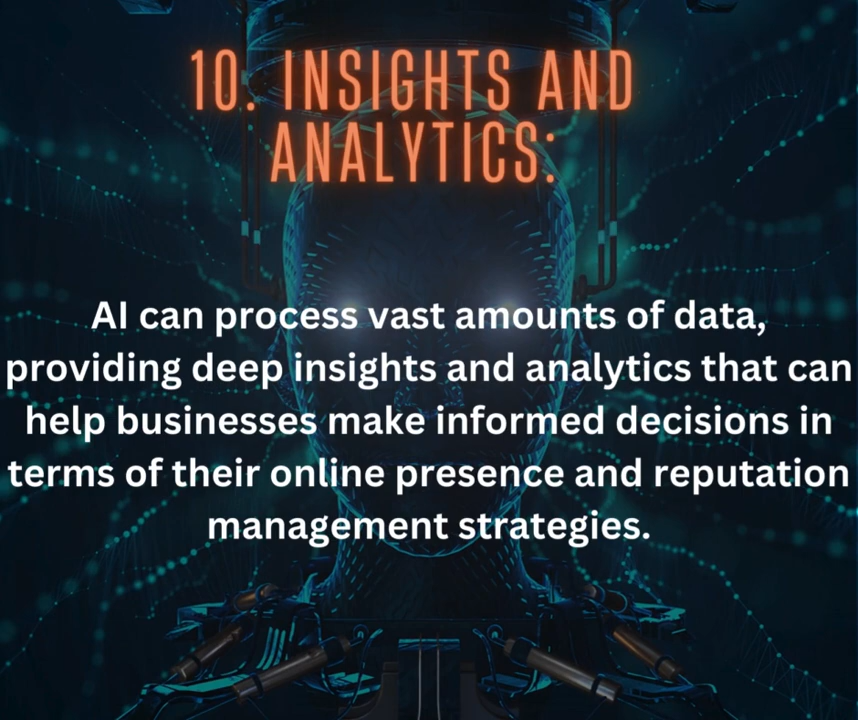 10. INSIGHTS AND
ANALYTICS:
AI can process vast amounts of data,
providing deep insights and analytics that can
help businesses make informed decisions in
terms of their online presence and reputation
management strategies.